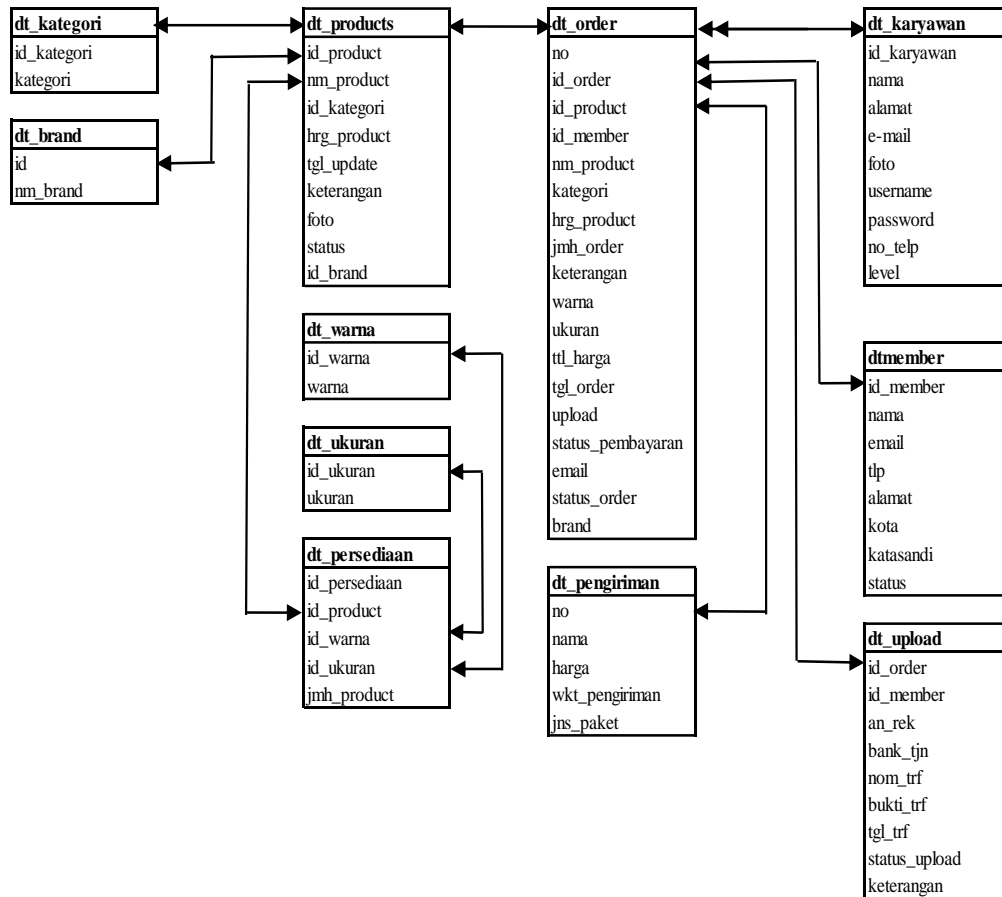 dt_kategori
id_kategori
kategori
dt_brand
id
nm_brand
dt_products
id_product
nm_product
id_kategori
hrg_product
tgl_update
keterangan
foto
status
id_brand
dt_warna
id_warna
warna
dt_ukuran
id_ukuran
ukuran
dt_persediaan
id_persediaan
id_product
id_warna
id_ukuran
jmh_product
dt_order
no
id_order
id_product
id_member
nm_product
kategori
hrg_product
jmh_order
keterangan
warna
ukuran
ttl_harga
tgl_order
upload
status_pembayaran
email
status_order
brand
dt_pengiriman
no
nama
harga
wkt_pengiriman
jns_paket
dt_karyawan
id_karyawan
nama
alamat
e-mail
foto
username
password
no_telp
level
dtmember
id_member
nama
email
tlp
alamat
kota
katasandi
status
dt_upload
id_order
id_member
an_rek
bank_tjn
nom_trf
bukti_trf
tgl_trf
status_upload
keterangan